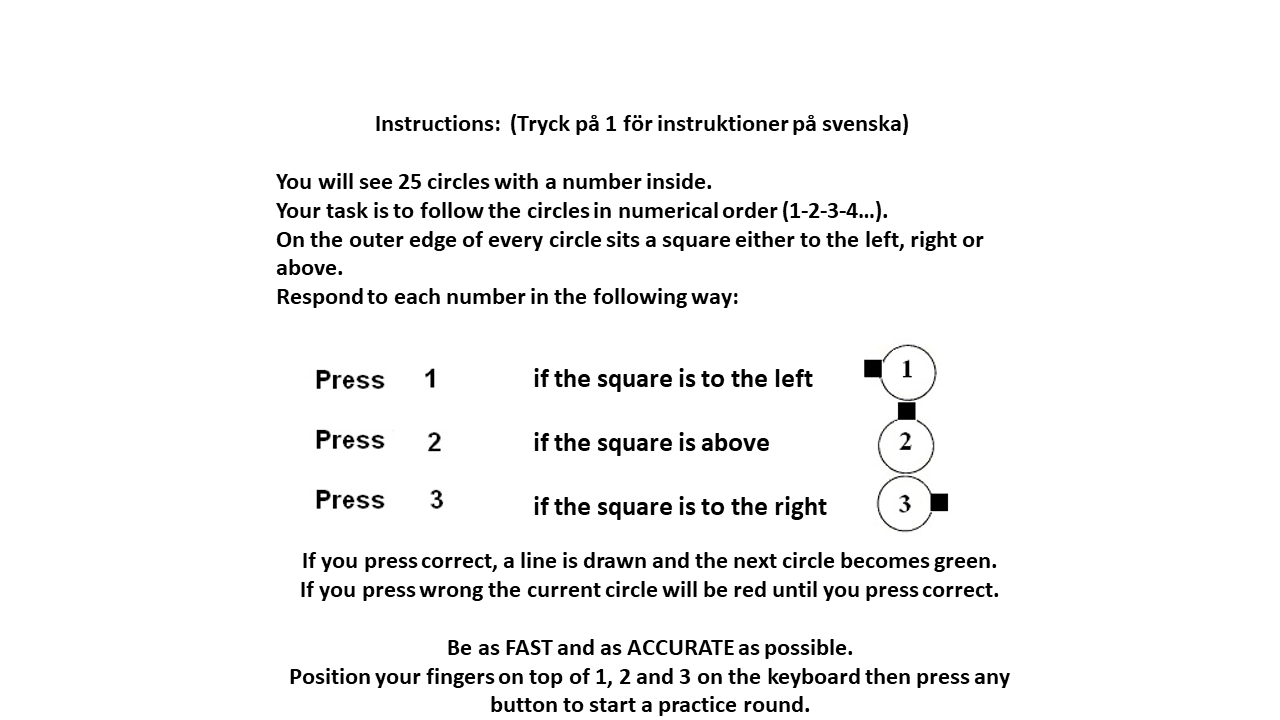 Instructions: (Tryck på 1 för instruktioner på svenska)
You will see 25 circles with a number inside.
Your task is to follow the circles in numerical order (1-2-3-4...).
On the outer edge of every circle sits a square either to the left, right or
above.
Respond to each number in the following way:
Press 1 if the square is to the left 1
Press 2 if the square is above 2
Press 3 if the square is to the right 3
If you press correct, a line is drawn and the next circle becomes green.
If you press wrong the current circle will be red until you press correct.
Be as FAST and as ACCURATE as possible.
Position your fingers on top of 1, 2 and 3 on the keyboard then press any
button to start a practice round.